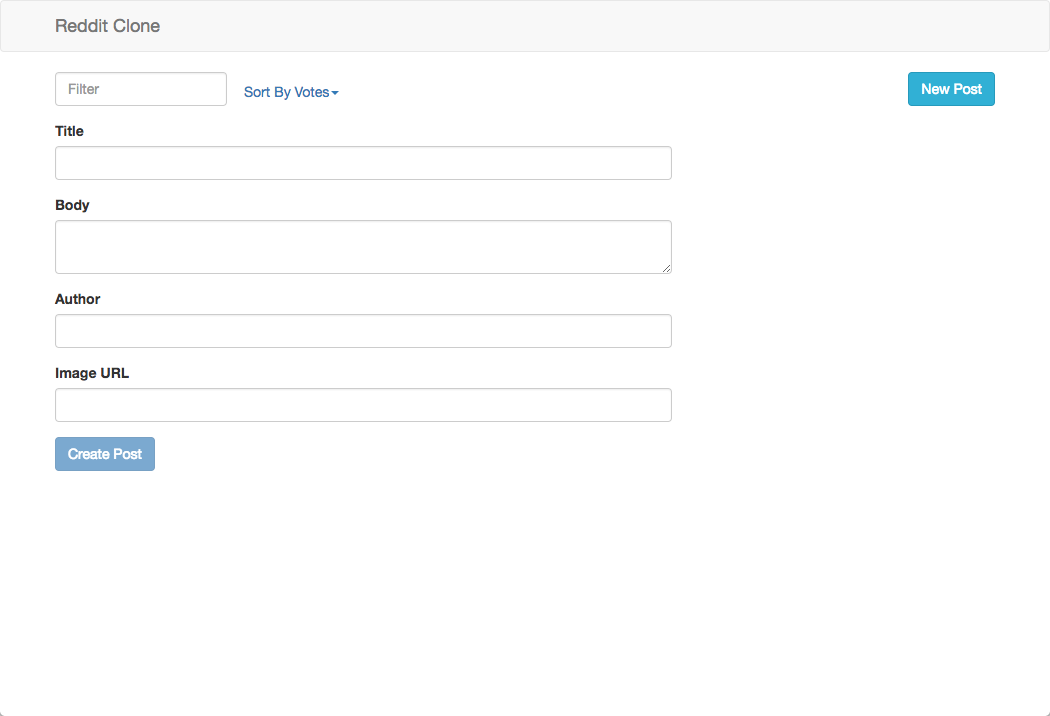 Reddit Clone
Filter
Sort By Votes
New Post
Title
Body
Author
Image URL
Create Post